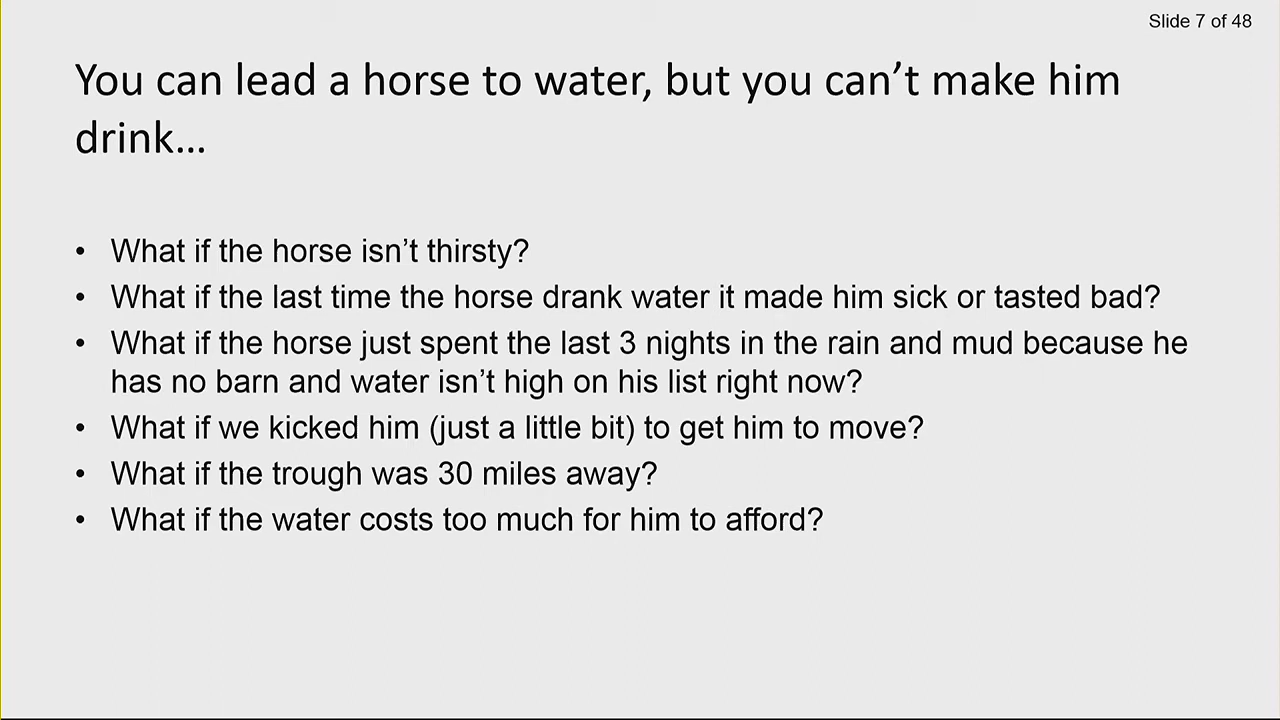 Slide 7 of 48
You can lead a horse to water, but you can’t make him
drink…
• What if the horse isn’t thirsty?
• What if the last time the horse drank water it made him sick or tasted bad?
• What if the horse just spent the last 3 nights in the rain and mud because he
has no barn and water isn’t high on his list right now?
• What if we kicked him (just a little bit) to get him to move?
• What if the trough was 30 miles away?
• What if the water costs too much for him to afford?